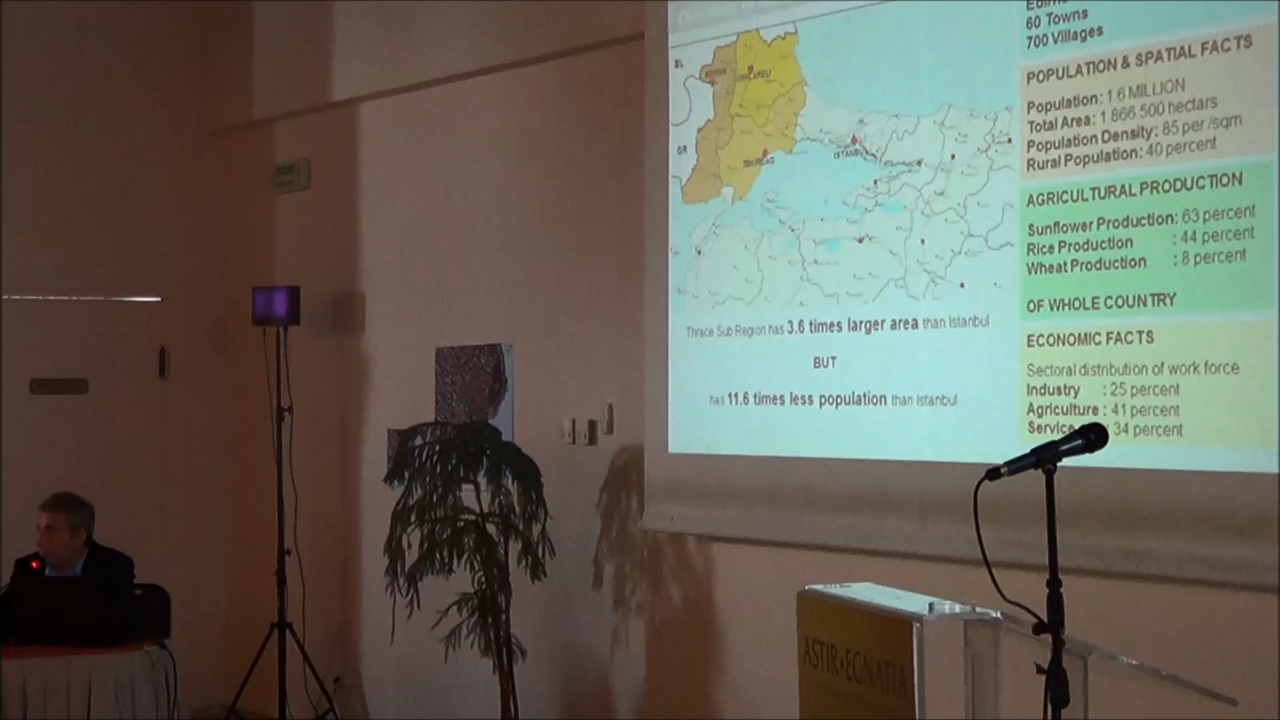 BL
GR
TEKIRDAG
ISTANBUL
Thrace Sub Region has 3.6 times larger area than Istanbul
BUT
has 11.6 times less population than Istanbul
60 Towns
700 Villages
POPULATION & SPATIAL FACTS
Population: 1.6 MILLION
Total Area: 1 866.500 hectars
Population Density: 85 per /sqm
Rural Population: 40 percent
AGRICULTURAL PRODUCTION
Sunflower Production: 63 percent
Rice Production : 44 percent
Wheat Production : 8 percent
OF WHOLE COUNTRY
ECONOMIC FACTS
Sectoral distribution of work force
Industry : 25 percent
Agriculture : 41 percent
Service : 34 percent
ASTIR EGNATIA